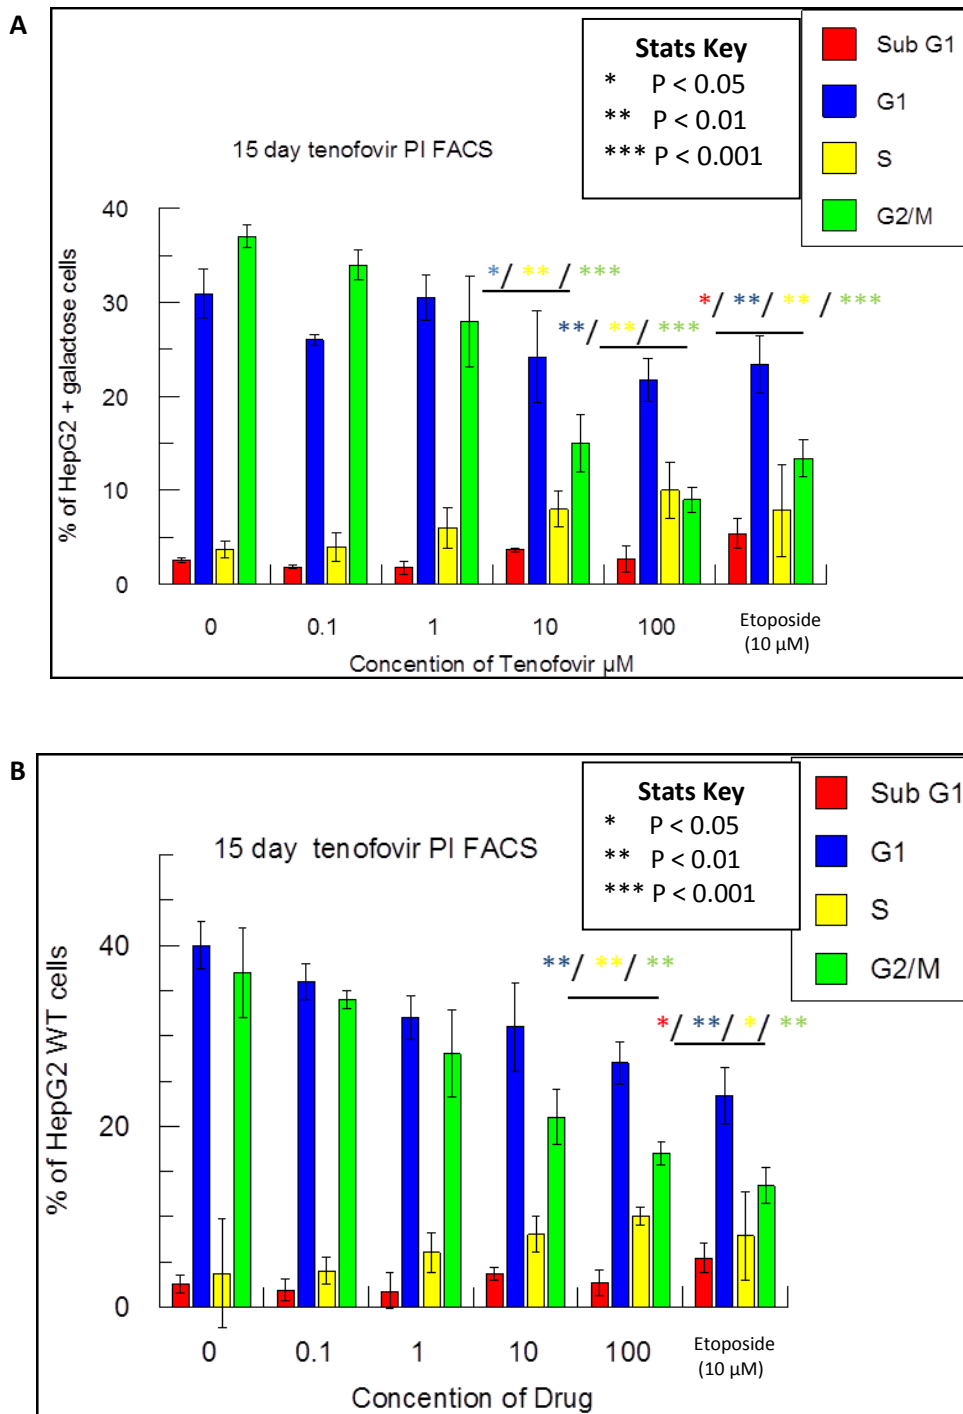 A
Stats Key
* P < 0.05
** P < 0.01
*** P < 0.001
Sub G1
G1
S
G2/M
15 day tenofovir PI FACS
% of HepG2 + galactose cells
40
30
20
10
0
*/ ** / ***
**/ **/ ***
*/ **/ ** / ***
0 0.1 1 10 100 Etoposide
(10 µM)
Concention of Tenofovir µM
B
Stats Key
* P < 0.05
** P < 0.01
*** P < 0.001
Sub G1
G1
S
G2/M
15 day tenofovir PI FACS
% of HepG2 WT cells
40
20
0
**/ **/ **
*/ **/ */ **
0 0.1 1 10 100 Etoposide
(10 µM)
Concention of Drug